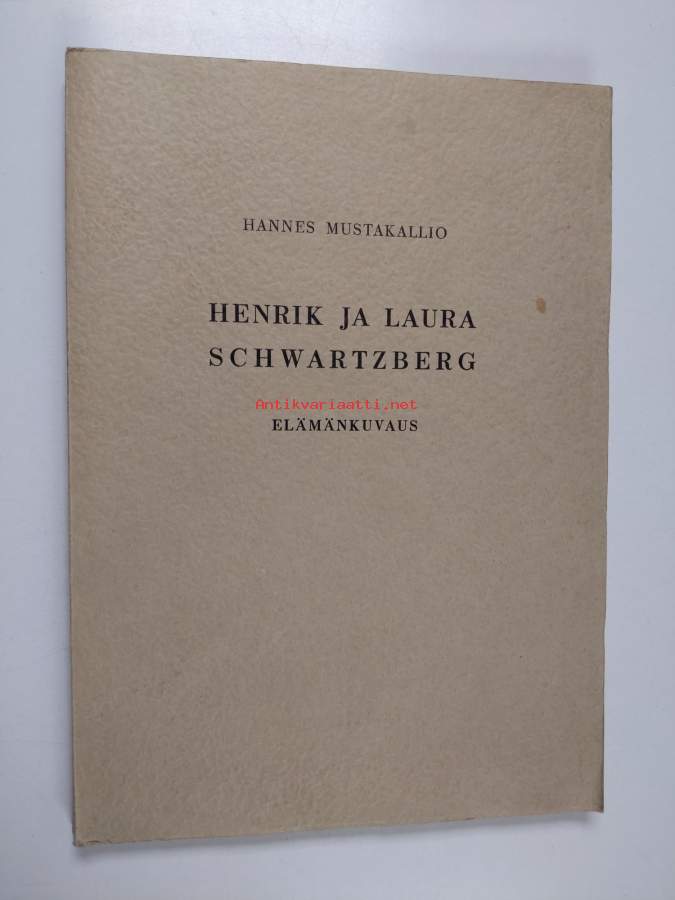 HANNES MUSTAKALLIO
HENRIK JA LAURA
SCHWARTZBERG
Antikvariaatti.net
ELÄMÄNKUVAUS